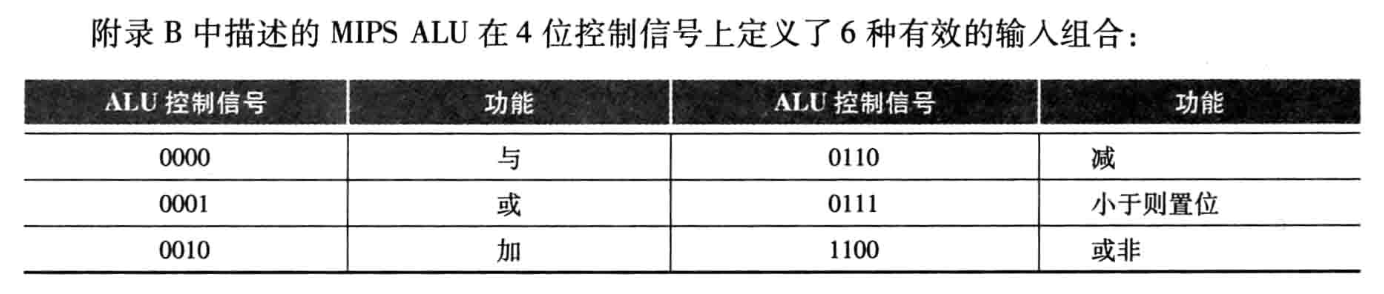 附录 B 中描述的 MIPS ALU 在 4 位控制信号上定义了 6 种有效的输入组合：
ALU 控制信号 功能 ALU 控制信号 功能
0000 与 0110 减
0001 或 0111 小于则置位
0010 加 1100 或非